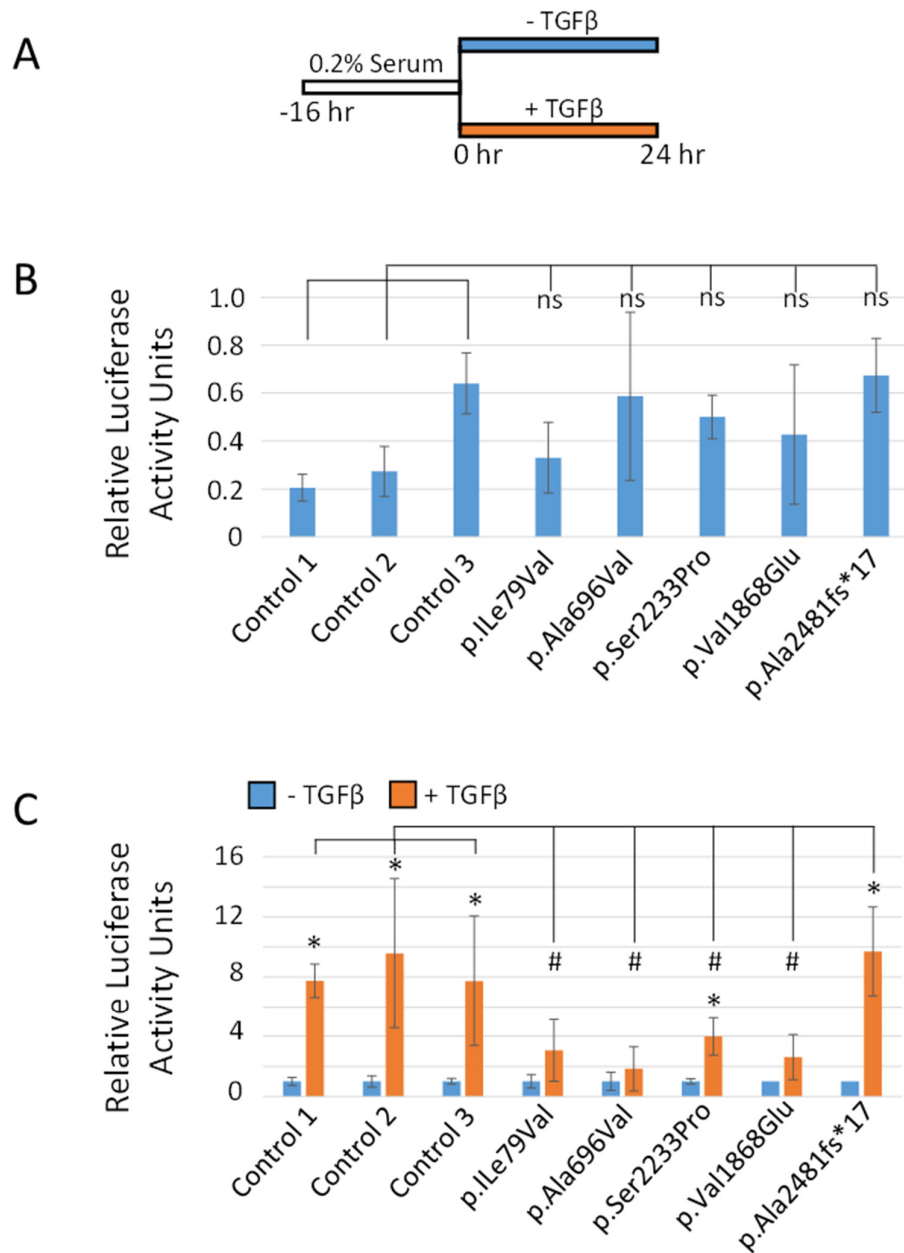 A
- TGFβ
0.2% Serum
-16 hr
+ TGFβ
0 hr
24 hr
B
Relative Luciferase
Activity Units
1.0
0.8
0.6
0.4
0.2
0
ns
ns
ns
ns
ns
Control 1
Control 2
Control 3
p.ILe79Val
p.Ala696Val
p.Ser2233Pro
p.Val1868Glu
p.Ala2481fs*17
C
- TGFβ
+ TGFβ
Relative Luciferase
Activity Units
16
12
8
4
0
*
*
*
#
#
#
*
#
*
Control 1
Control 2
Control 3
p.ILe79Val
p.Ala696Val
p.Ser2233Pro
p.Val1868Glu
p.Ala2481fs*17